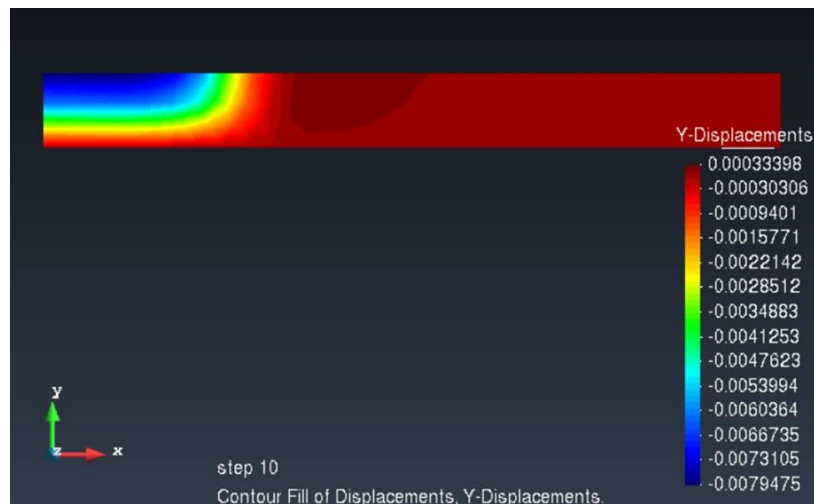 Y-Displacements
0.00033398
-0.00030306
-0.0009401
-0.0015771
-0.0022142
-0.0028512
-0.0034883
-0.0041253
-0.0047623
-0.0053994
-0.0060364
-0.0066735
-0.0073105
-0.0079475
y
z x
step 10
Contour Fill of Displacements, Y-Displacements.